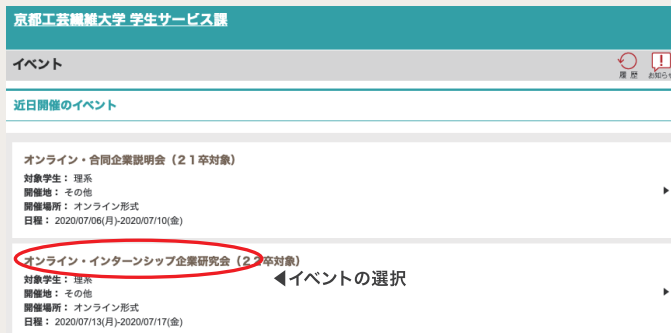 京都工芸繊維大学 学生サービス課
イベント
履 歴
お知らせ
近日開催のイベント
オンライン・合同企業説明会（２１卒対象）
対象学生： 理系
開催地： その他
開催場所： オンライン形式
日程： 2020/07/06(月)-2020/07/10(金)
オンライン・インターンシップ企業研究会（２２卒対象）
◀イベントの選択
対象学生： 理系
開催地： その他
開催場所： オンライン形式
日程： 2020/07/13(月)-2020/07/17(金)